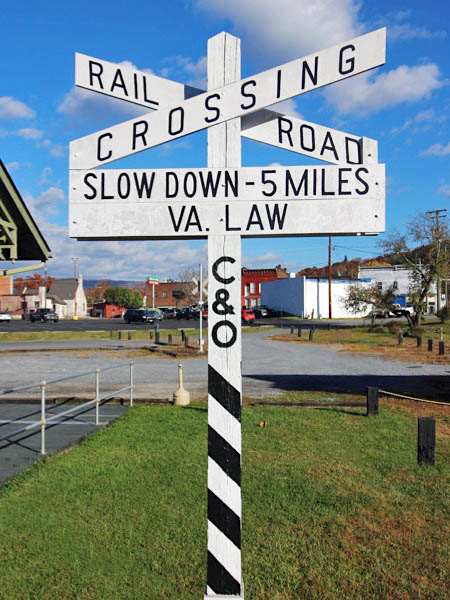 RAIL ROAD
CROSSING
SLOW DOWN - 5 MILES
VA. LAW
C&O